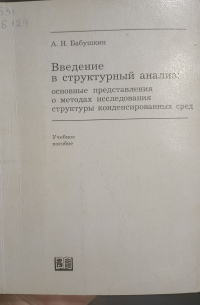 А. Н. Бабушкин
Введение
в структурный анализ:
основные представления
о методах исследования
структуры конденсированных сред
Учебное
пособие